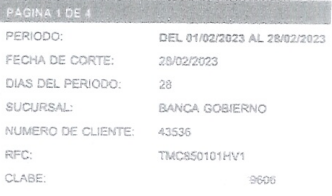 PAGINA 1 DE 4
PERIODO: DEL 01/02/2023 AL 28/02/2023
FECHA DE CORTE: 28/02/2023
DIAS DEL PERIODO: 28
SUCURSAL: BANCA GOBIERNO
NUMERO DE CLIENTE: 43536
RFC: TMC850101HV1
CLABE: 9606